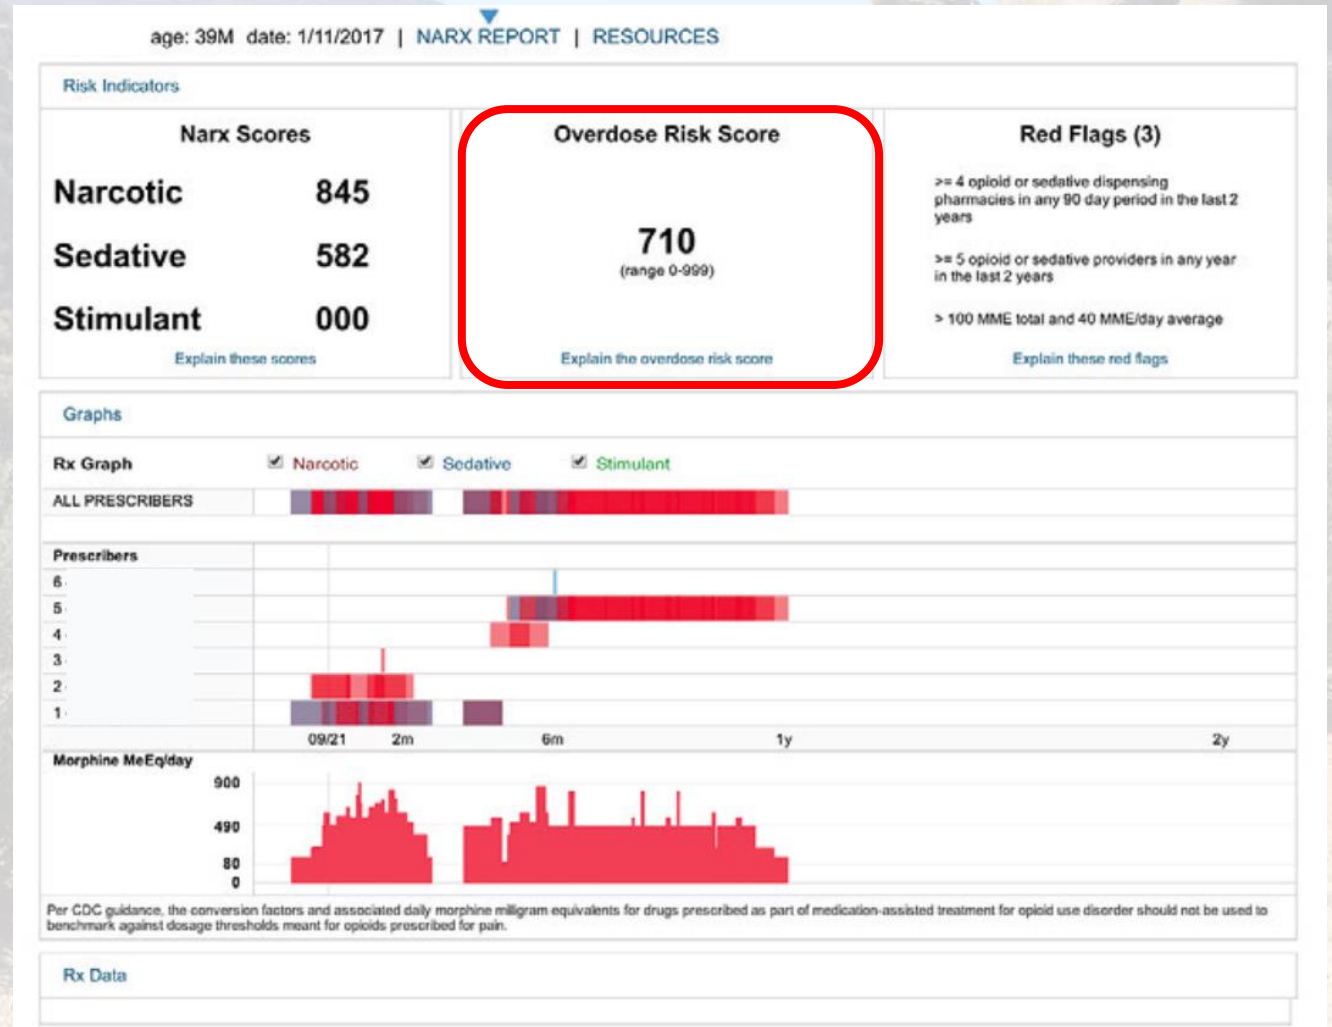 age: 39M date: 1/11/2017 | NARX REPORT | RESOURCES
Risk Indicators
Narx Scores
Narcotic 845
Sedative 582
Stimulant 000
Explain these scores
Overdose Risk Score
710
(range 0-999)
Explain the overdose risk score
Red Flags (3)
>= 4 opioid or sedative dispensing
pharmacies in any 90 day period in the last 2
years
>= 5 opioid or sedative providers in any year
in the last 2 years
> 100 MME total and 40 MME/day average
Explain these red flags
Graphs
Rx Graph Narcotic Sedative Stimulant
ALL PRESCRIBERS
Prescribers
6
5
4
3
2
1
09/21 2m 6m 1y 2y
Morphine MeEq/day
900
490
80
0
Per CDC guidance, the conversion factors and associated daily morphine milligram equivalents for drugs prescribed as part of medication-assisted treatment for opioid use disorder should not be used to
benchmark against dosage thresholds meant for opioids prescribed for pain.
Rx Data